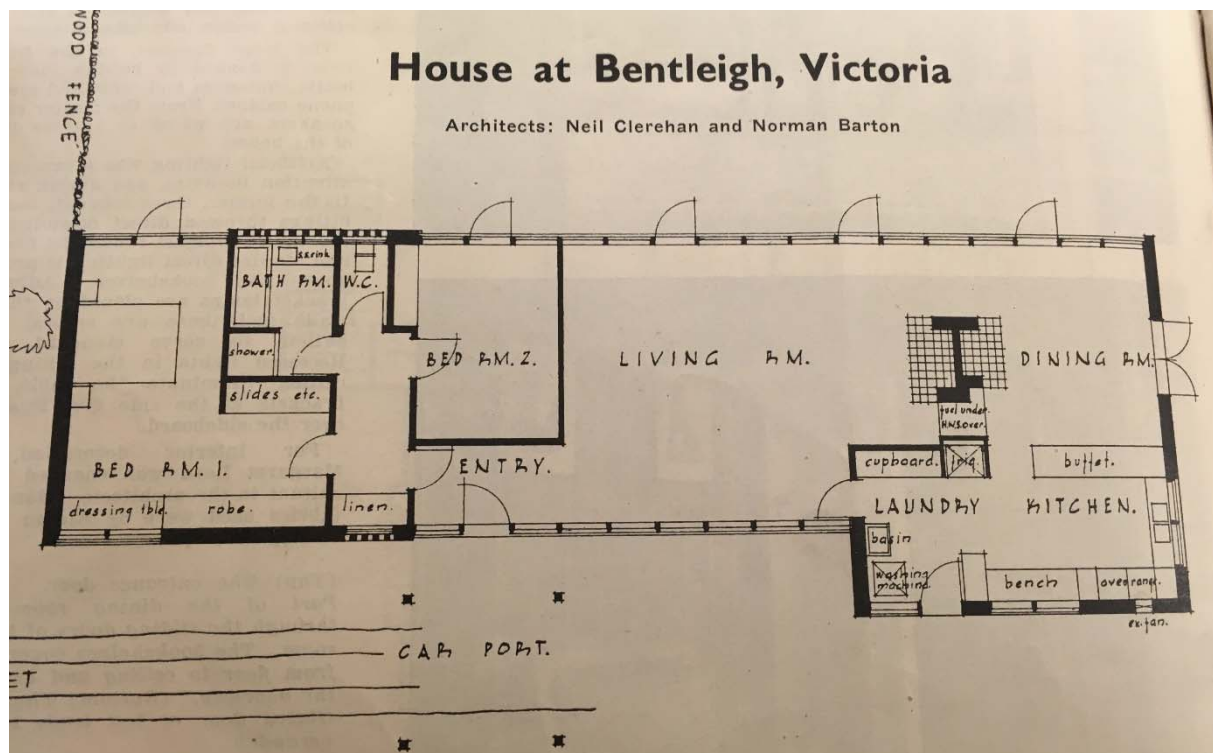 WOOD FENCE
House at Bentleigh, Victoria
Architects: Neil Clerehan and Norman Barton
s.s.sink.
BATH RM. W.C.
shower.
slides etc.
BED RM. 2.
LIVING RM.
DINING RM.
fuel under.
H.W.S. over.
BED RM. 1.
ENTRY.
cupboard.
frig.
buffet.
dressing tble.
robe.
linen.
LAUNDRY
KITCHEN.
basin
washing
machine
bench
oven
range.
ex. fan.
CAR PORT.
ET